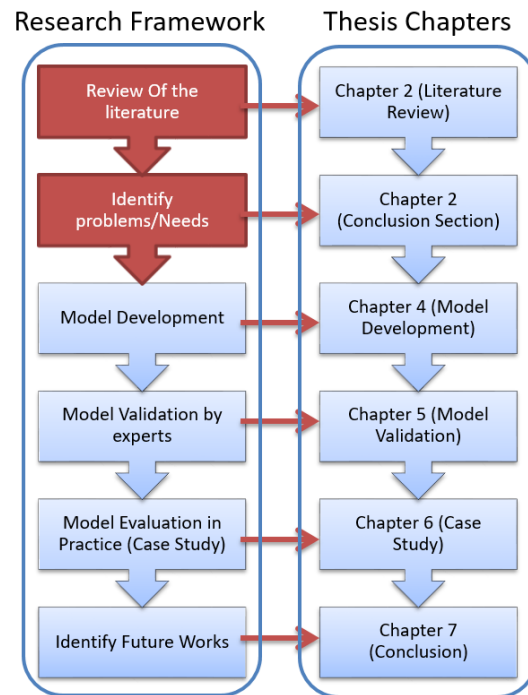 Research Framework
Thesis Chapters
Review Of the
literature
Chapter 2 (Literature
Review)
Identify
problems/Needs
Chapter 2
(Conclusion Section)
Model Development
Chapter 4 (Model
Development)
Model Validation by
experts
Chapter 5 (Model
Validation)
Model Evaluation in
Practice (Case Study)
Chapter 6 (Case
Study)
Identify Future Works
Chapter 7
(Conclusion)